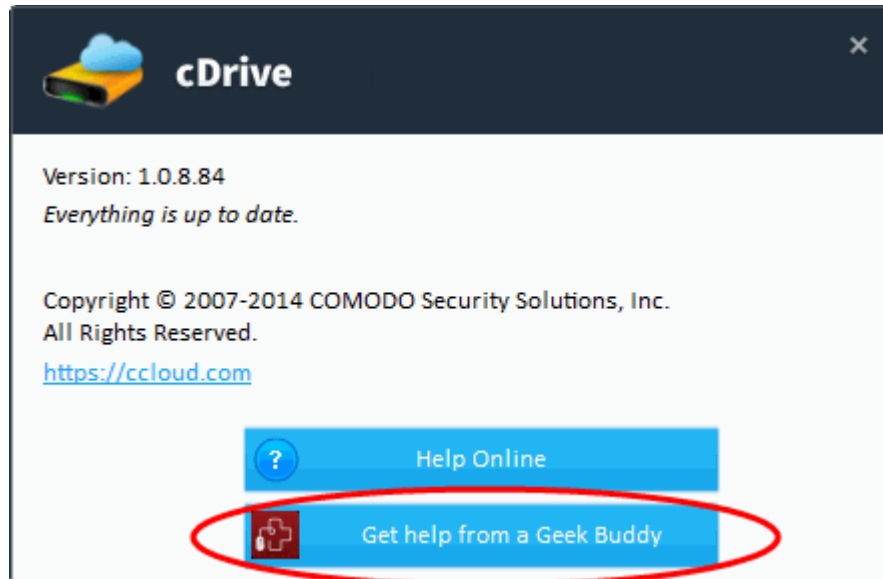 cDrive
Version: 1.0.8.84
Everything is up to date.
Copyright © 2007-2014 COMODO Security Solutions, Inc.
All Rights Reserved.
https://ccloud.com
Help Online
Get help from a Geek Buddy